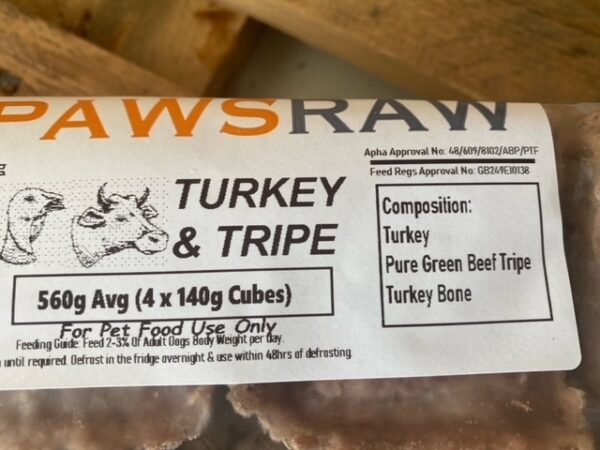 PAWSRAW
Apha Approval No: 48/609/8102/ABP/PTF
Feed Regs Approval No: GB249E10138
TURKEY
& TRIPE
Composition:
Turkey
Pure Green Beef Tripe
Turkey Bone
560g Avg (4 x 140g Cubes)
For Pet Food Use Only
Feeding Guide: Feed 2-3% Of Adult Dogs Body Weight per day
until required. Defrost in the fridge overnight & use within 48hrs of defrosting